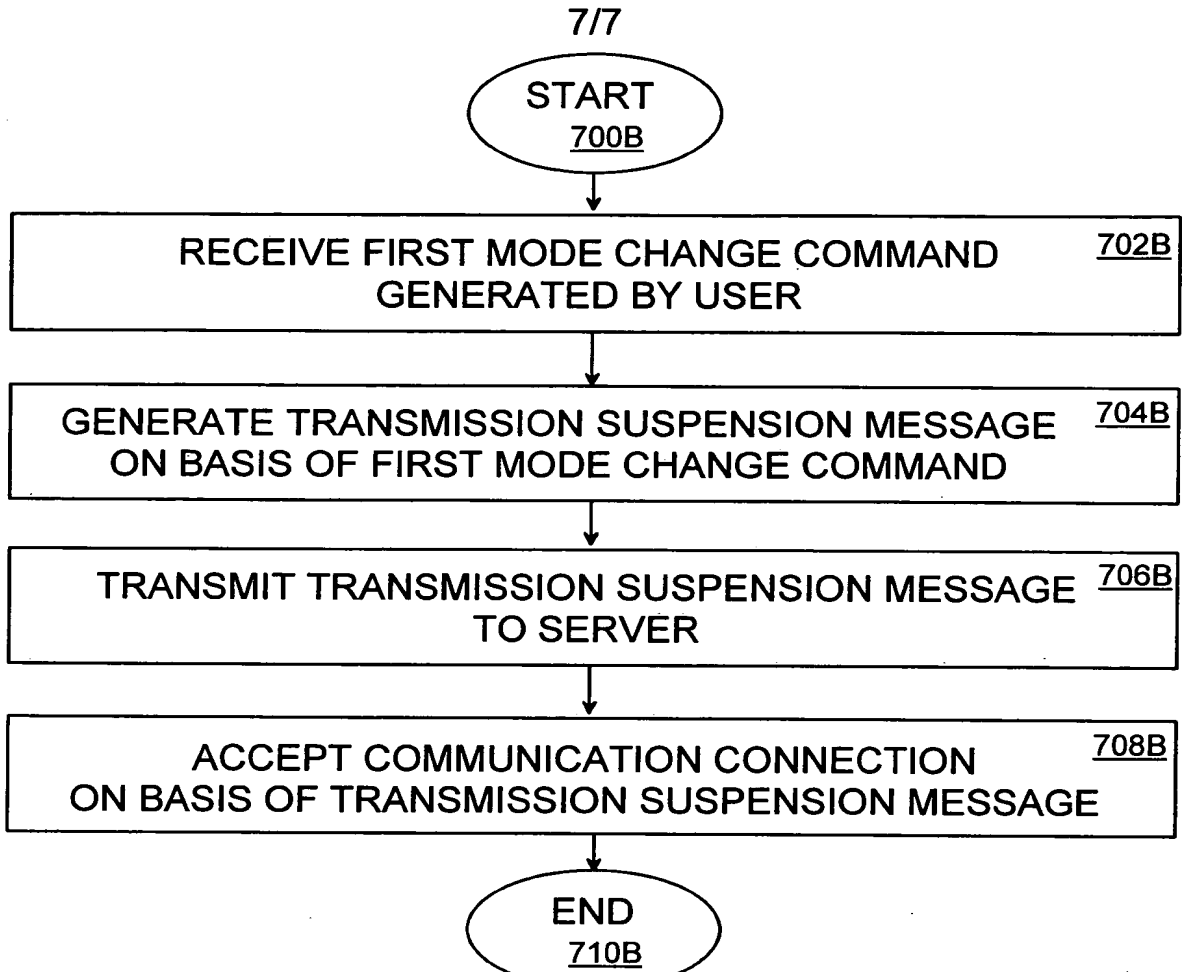 7/7
START
700B
RECEIVE FIRST MODE CHANGE COMMAND
GENERATED BY USER
702B
GENERATE TRANSMISSION SUSPENSION MESSAGE
ON BASIS OF FIRST MODE CHANGE COMMAND
704B
TRANSMIT TRANSMISSION SUSPENSION MESSAGE
TO SERVER
706B
ACCEPT COMMUNICATION CONNECTION
ON BASIS OF TRANSMISSION SUSPENSION MESSAGE
708B
END
710B